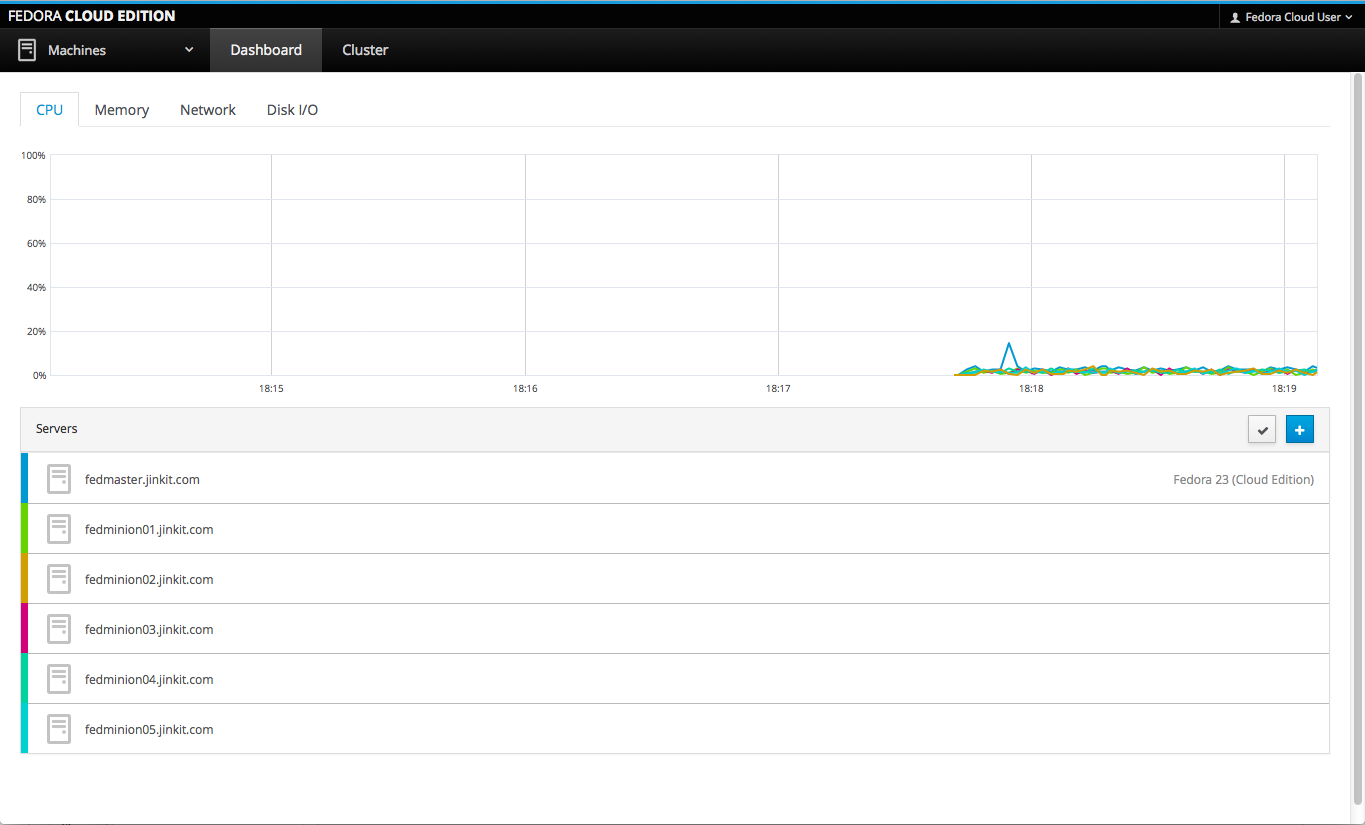 FEDORA CLOUD EDITION
Fedora Cloud User
Machines
Dashboard
Cluster
CPU
Memory
Network
Disk I/O
100%
80%
60%
40%
20%
0%
18:15
18:16
18:17
18:18
18:19
Servers
fedmaster.jinkit.com
Fedora 23 (Cloud Edition)
fedminion01.jinkit.com
fedminion02.jinkit.com
fedminion03.jinkit.com
fedminion04.jinkit.com
fedminion05.jinkit.com